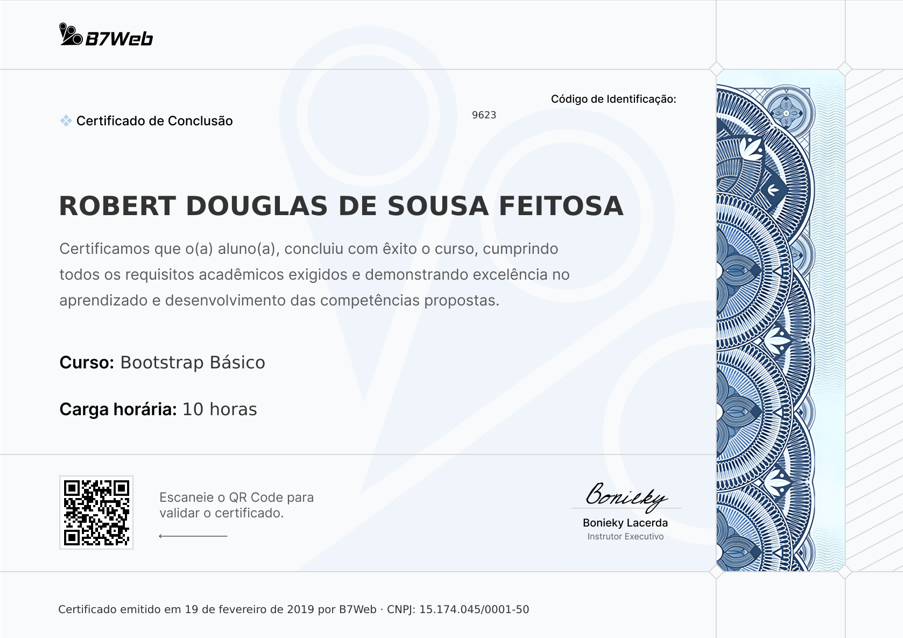 B7Web
Código de Identificação:
9623
Certificado de Conclusão
ROBERT DOUGLAS DE SOUSA FEITOSA
Certificamos que o(a) aluno(a), concluiu com êxito o curso, cumprindo
todos os requisitos acadêmicos exigidos e demonstrando excelência no
aprendizado e desenvolvimento das competências propostas.
Curso: Bootstrap Básico
Carga horária: 10 horas
Escaneie o QR Code para
validar o certificado.
Bonieky
Bonieky Lacerda
Instrutor Executivo
Certificado emitido em 19 de fevereiro de 2019 por B7Web · CNPJ: 15.174.045/0001-50